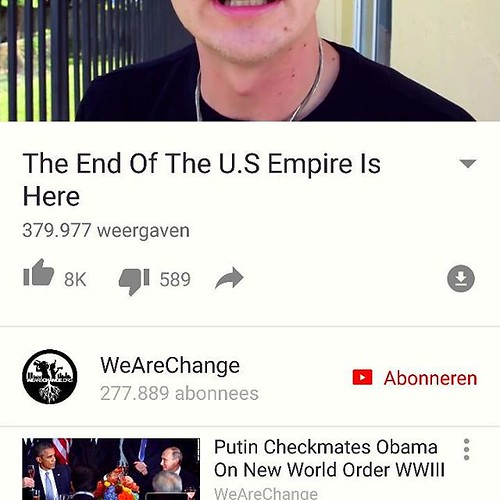 The End Of The U.S Empire Is
Here
379.977 weergaven
8K
589
WeAreChange
277.889 abonnees
Abonneren
Putin Checkmates Obama
On New World Order WWIII
WeAreChange